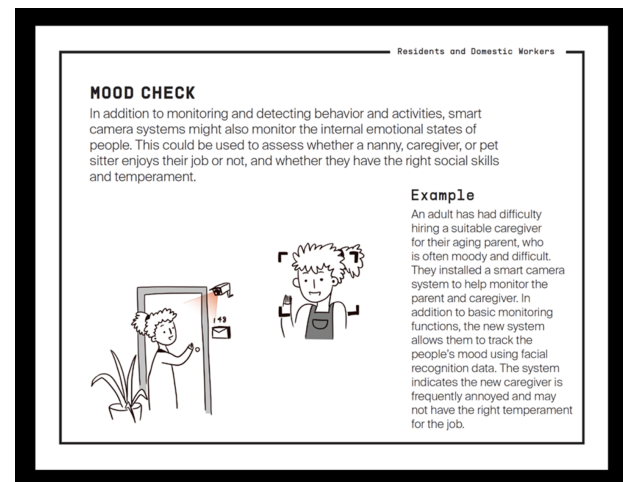 Residents and Domestic Workers
MOOD CHECK
In addition to monitoring and detecting behavior and activities, smart
camera systems might also monitor the internal emotional states of
people. This could be used to assess whether a nanny, caregiver, or pet
sitter enjoys their job or not, and whether they have the right social skills
and temperament.
Example
An adult has had difficulty
hiring a suitable caregiver
for their aging parent, who
is often moody and difficult.
They installed a smart camera
system to help monitor the
parent and caregiver. In
addition to basic monitoring
functions, the new system
allows them to track the
people's mood using facial
recognition data. The system
indicates the new caregiver is
frequently annoyed and may
not have the right temperament
for the job.